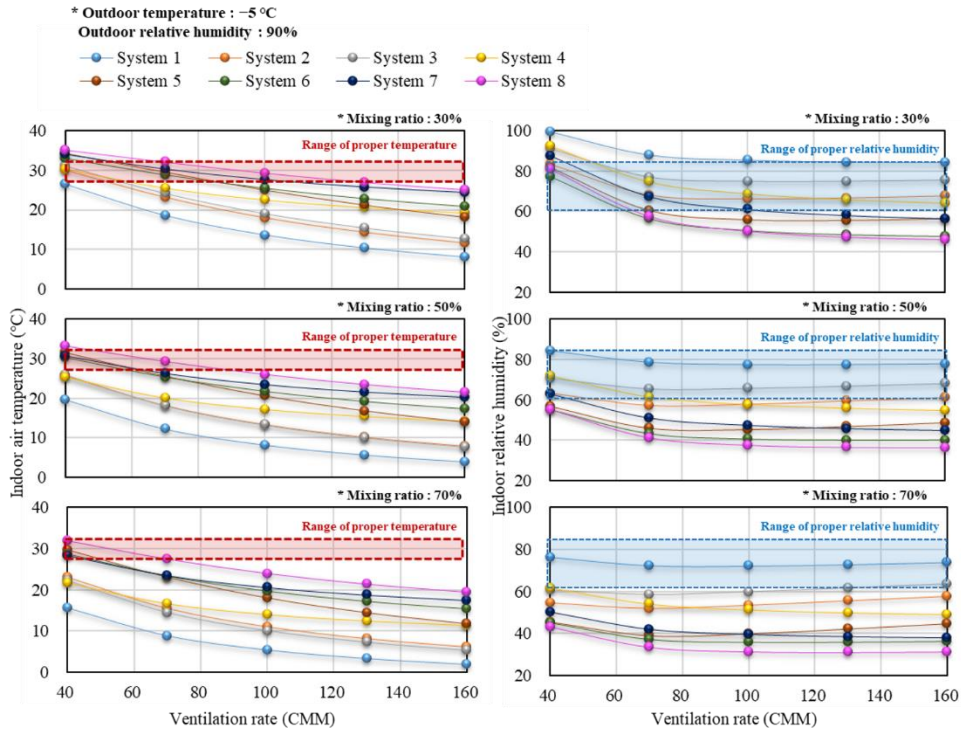 * Outdoor temperature : −5 °C
Outdoor relative humidity : 90%
System 1 System 2 System 3 System 4
System 5 System 6 System 7 System 8
* Mixing ratio : 30%
Range of proper temperature
40
30
20
10
0
* Mixing ratio : 50%
Range of proper temperature
40
30
20
10
0
* Mixing ratio : 70%
Range of proper temperature
40
30
20
10
0
40 60 80 100 120 140 160
Indoor air temperature (°C)
Ventilation rate (CMM)
* Mixing ratio : 30%
Range of proper relative humidity
100
80
60
40
20
* Mixing ratio : 50%
Range of proper relative humidity
100
80
60
40
20
* Mixing ratio : 70%
Range of proper relative humidity
100
80
60
40
20
40 60 80 100 120 140 160
Indoor relative humidity (%)
Ventilation rate (CMM)